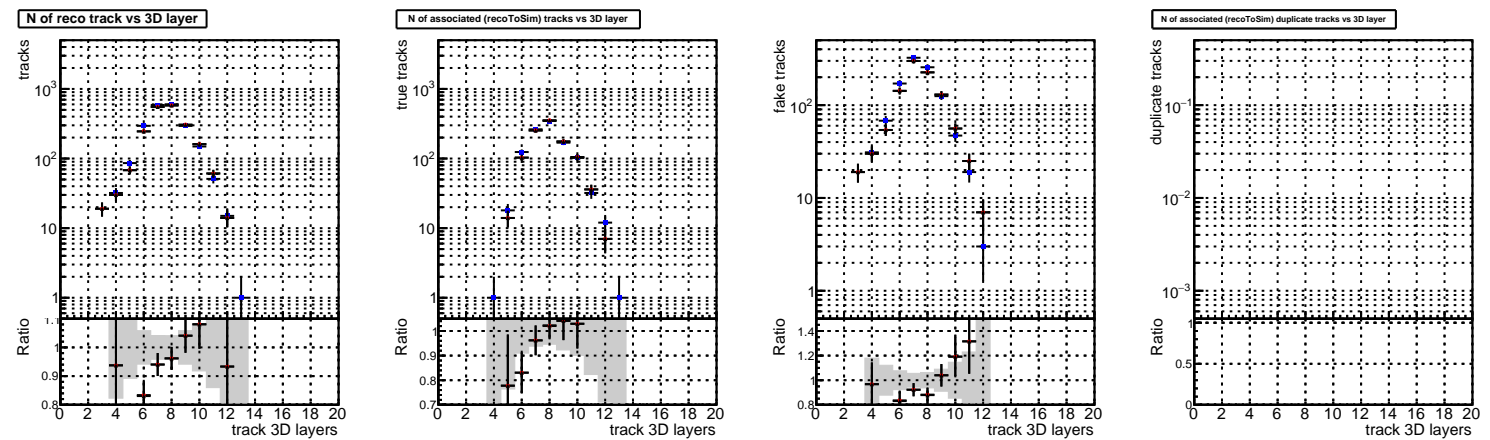 N of reco track vs 3D layer
tracks
10³
10²
10
1
Ratio
1.1
1
0.9
0.8
0 2 4 6 8 10 12 14 16 18 20
track 3D layers
N of associated (recoToSim) tracks vs 3D layer
true tracks
10³
10²
10
1
Ratio
1
0.9
0.8
0.7
0 2 4 6 8 10 12 14 16 18 20
track 3D layers
fake tracks
10²
10
1
Ratio
1.4
1.2
1
0.8
0 2 4 6 8 10 12 14 16 18 20
track 3D layers
N of associated (recoToSim) duplicate tracks vs 3D layer
duplicate tracks
10⁻¹
10⁻²
10⁻³
Ratio
1
0.5
0
0 2 4 6 8 10 12 14 16 18 20
track 3D layers